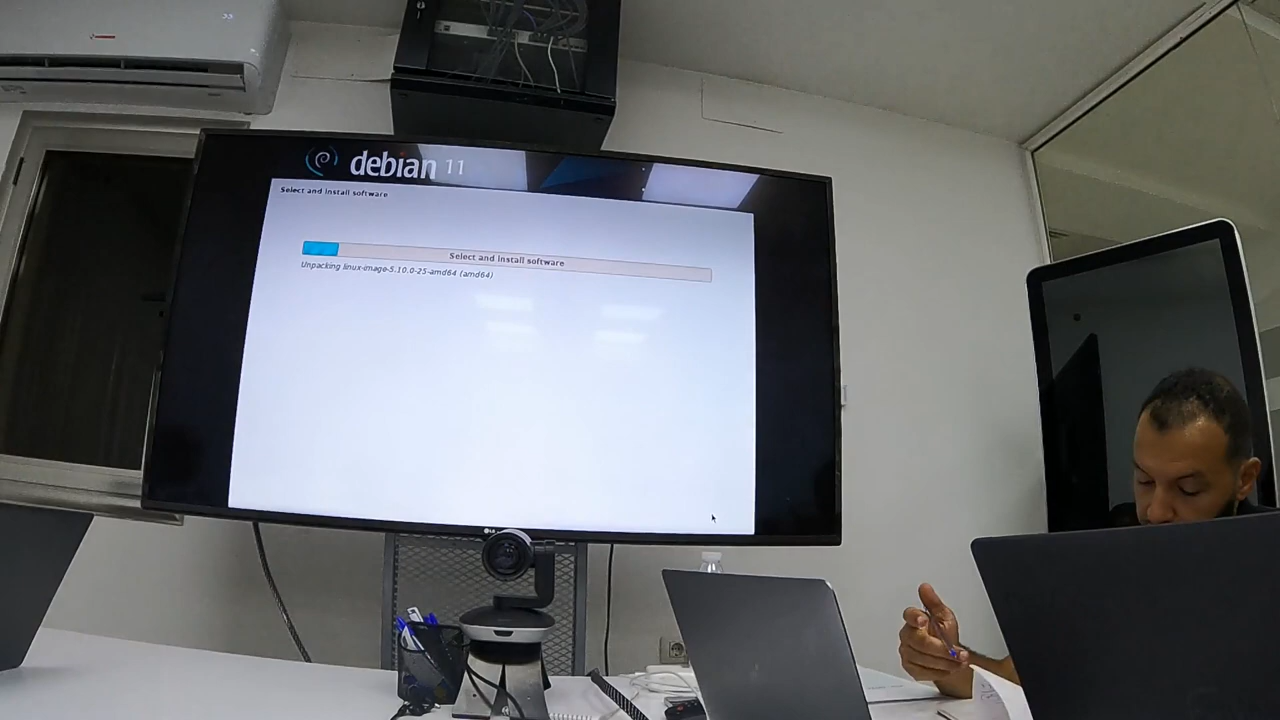 debian 11
Select and install software
Select and install software
Unpacking linux-image-5.10.0-25-amd64 (amd64)
LG